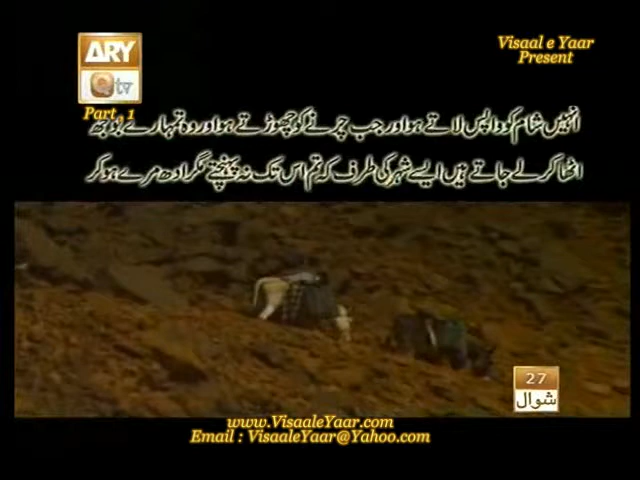 ARY
Qtv
Part , 1
Visaal e Yaar
Present
انہیں شام کو واپس لاتے ہو اور جب چرنے کو چھوڑتے ہو اور وہ تمہارے بوجھ
اٹھا کر لے جاتے ہیں ایسے شہر کی طرف کہ تم اس تک نہ پہنچتے مگر ادھ مرے ہو کر
27
شوال
www.VisaaleYaar.com
Email : VisaaleYaar@Yahoo.com